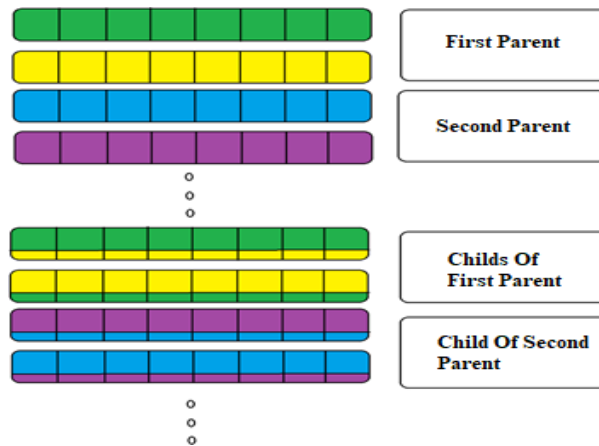 First Parent
Second Parent
Childs Of
First Parent
Child Of Second
Parent